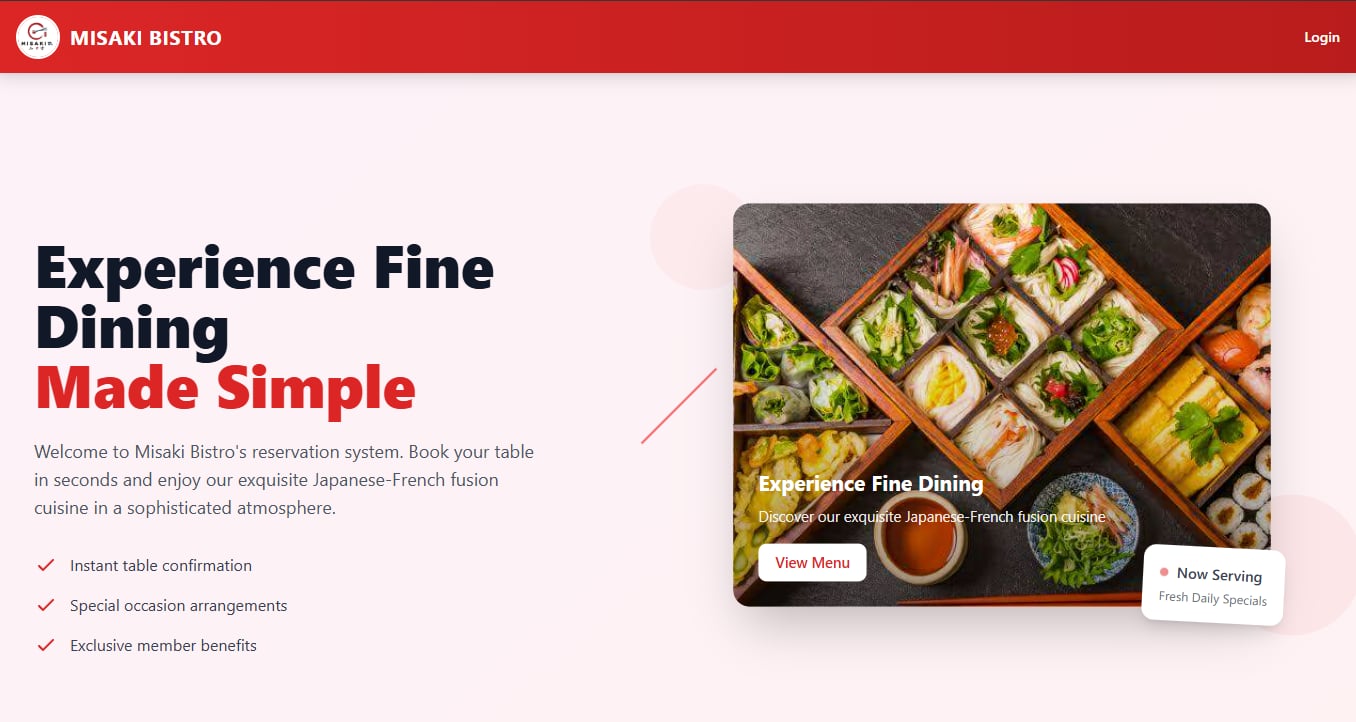 MISAKI
MISAKI BISTRO
Login
Experience Fine
Dining
Made Simple
Welcome to Misaki Bistro's reservation system. Book your table
in seconds and enjoy our exquisite Japanese-French fusion
cuisine in a sophisticated atmosphere.
Instant table confirmation
Special occasion arrangements
Exclusive member benefits
Experience Fine Dining
Discover our exquisite Japanese-French fusion cuisine
View Menu
Now Serving
Fresh Daily Specials